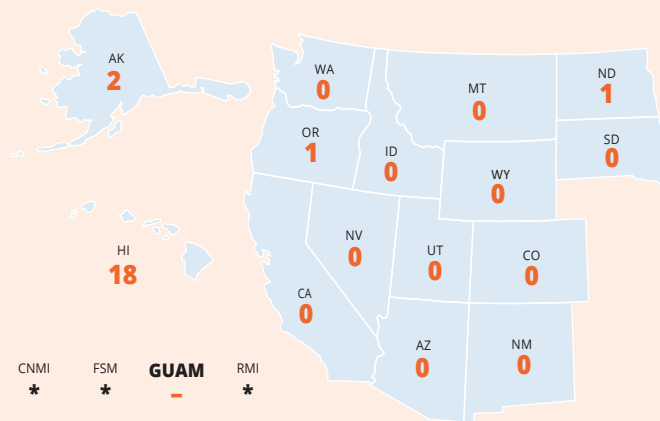 AK
2
WA
0
MT
0
ND
1
OR
1
ID
0
SD
0
WY
0
HI
18
NV
0
UT
0
CO
0
CA
0
AZ
0
NM
0
CNMI
*
FSM
*
GUAM
–
RMI
*